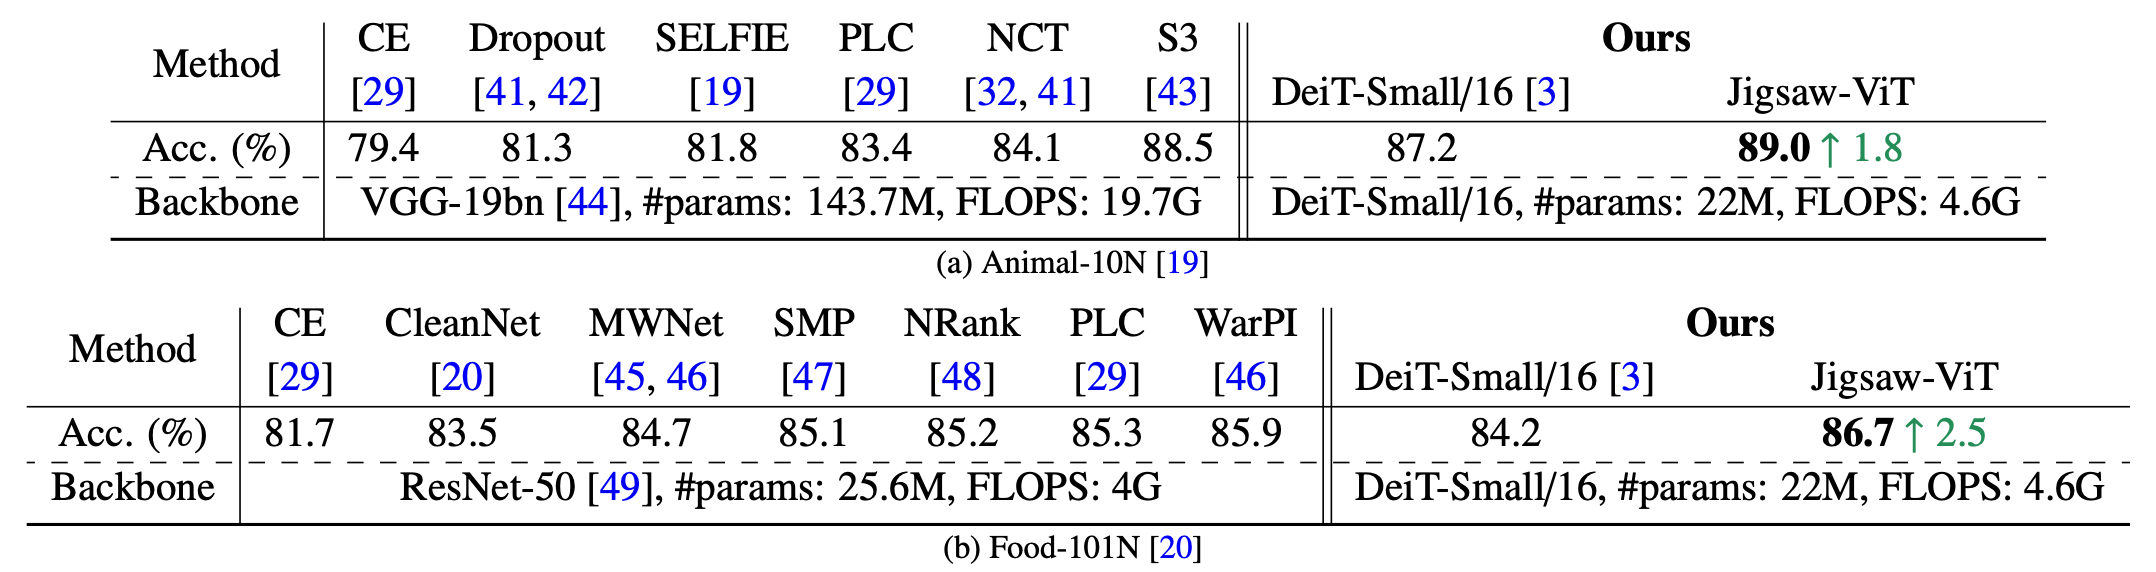 Method CE Dropout SELFIE PLC NCT S3 Ours
[29] [41, 42] [19] [29] [32, 41] [43] DeiT-Small/16 [3] Jigsaw-ViT
Acc. (%) 79.4 81.3 81.8 83.4 84.1 88.5 87.2 89.0 ↑ 1.8
Backbone VGG-19bn [44], #params: 143.7M, FLOPS: 19.7G DeiT-Small/16, #params: 22M, FLOPS: 4.6G
(a) Animal-10N [19]
Method CE CleanNet MWNet SMP NRank PLC WarPI Ours
[29] [20] [45, 46] [47] [48] [29] [46] DeiT-Small/16 [3] Jigsaw-ViT
Acc. (%) 81.7 83.5 84.7 85.1 85.2 85.3 85.9 84.2 86.7 ↑ 2.5
Backbone ResNet-50 [49], #params: 25.6M, FLOPS: 4G DeiT-Small/16, #params: 22M, FLOPS: 4.6G
(b) Food-101N [20]